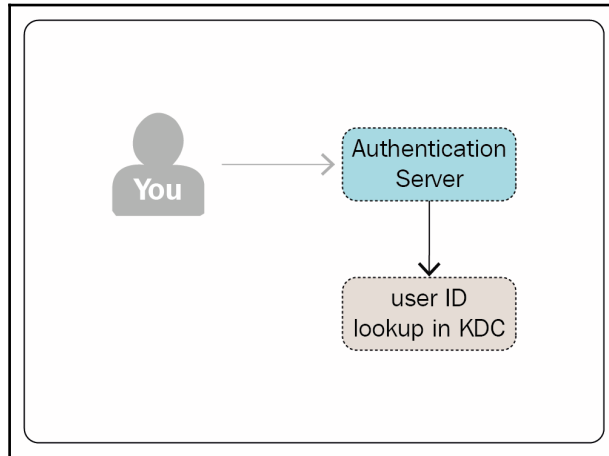 You
Authentication
Server
user ID
lookup in KDC